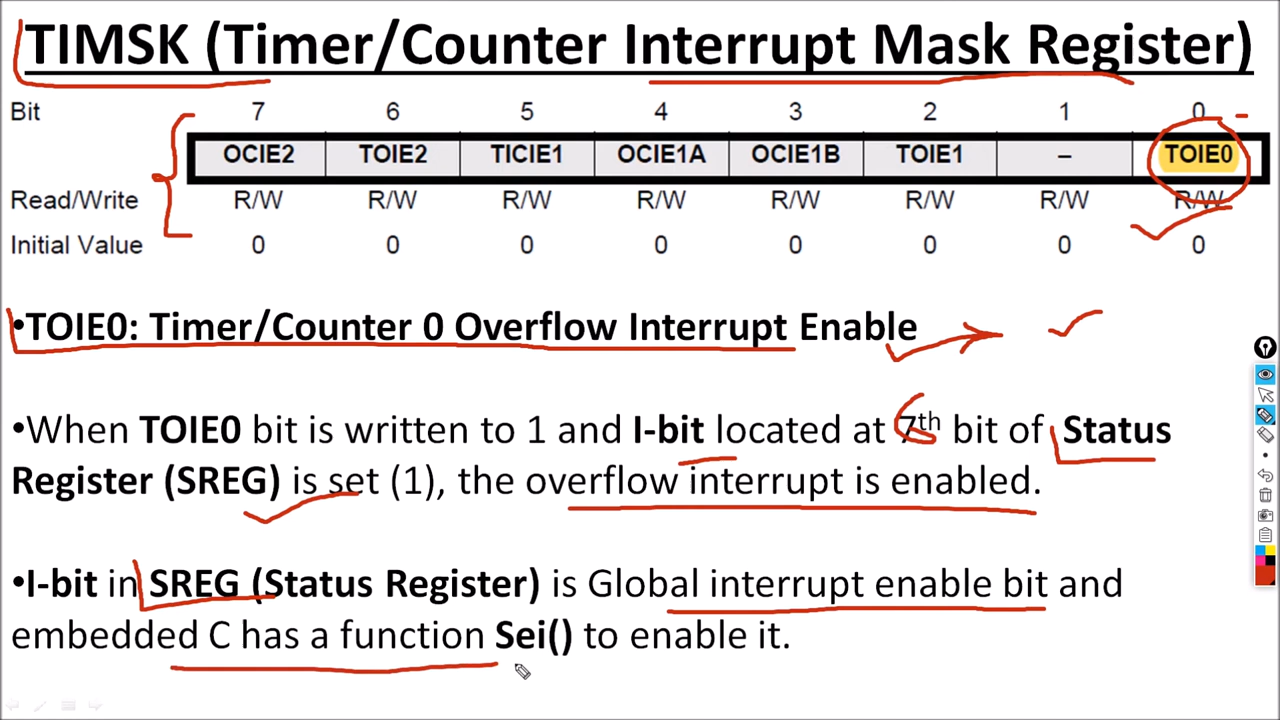 TIMSK (Timer/Counter Interrupt Mask Register)
Bit 7 6 5 4 3 2 1 0
OCIE2 TOIE2 TICIE1 OCIE1A OCIE1B TOIE1 – TOIE0
Read/Write R/W R/W R/W R/W R/W R/W R/W R/W
Initial Value 0 0 0 0 0 0 0 0
•TOIE0: Timer/Counter 0 Overflow Interrupt Enable
•When TOIE0 bit is written to 1 and I-bit located at 7th bit of Status
Register (SREG) is set (1), the overflow interrupt is enabled.
•I-bit in SREG (Status Register) is Global interrupt enable bit and
embedded C has a function Sei() to enable it.